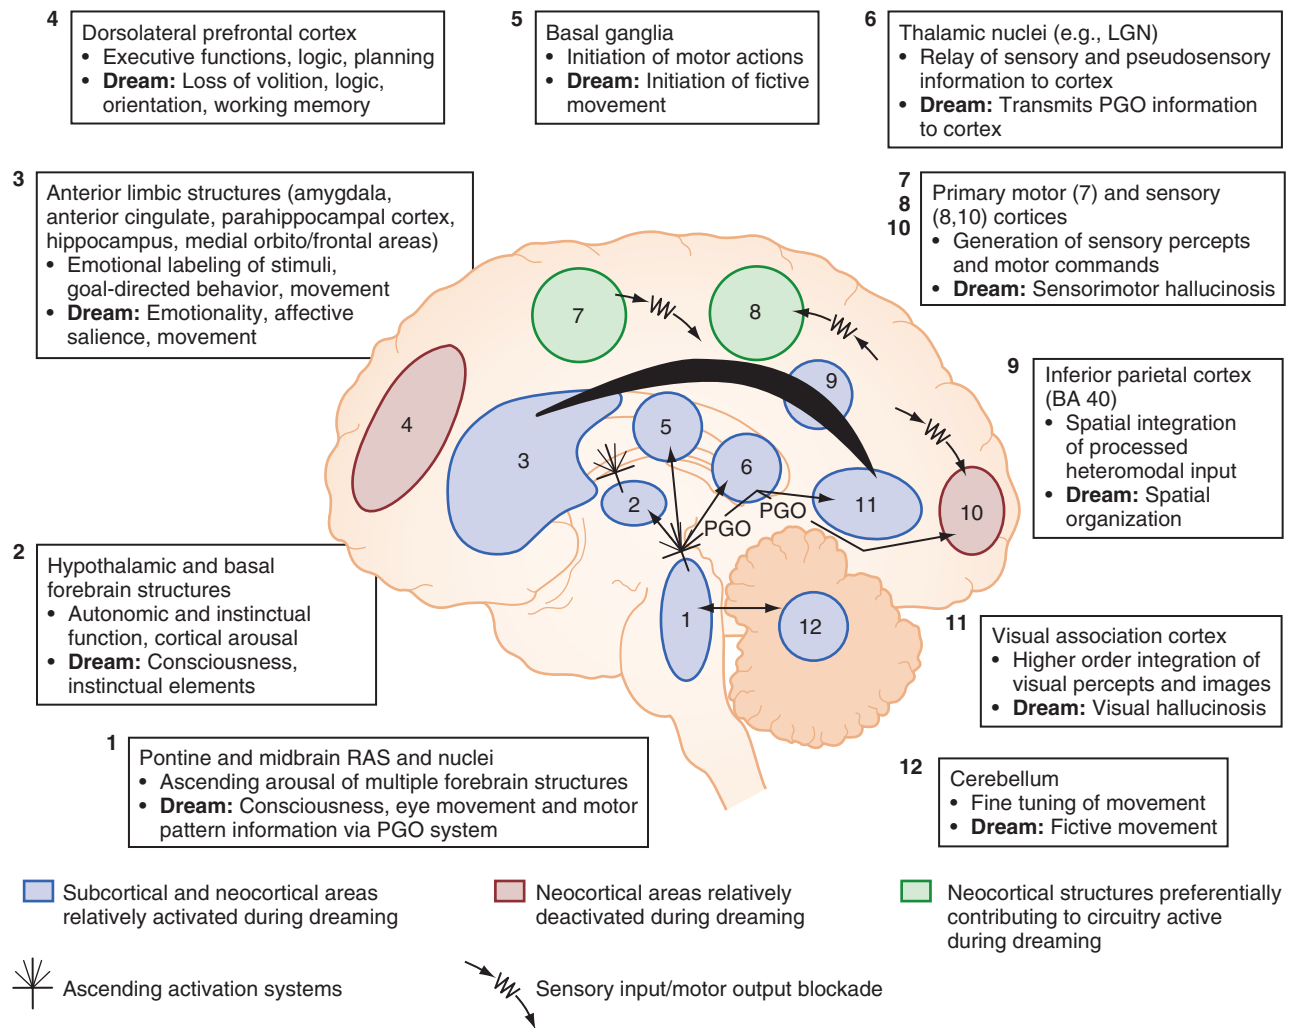 4
Dorsolateral prefrontal cortex
• Executive functions, logic, planning
• Dream: Loss of volition, logic,
orientation, working memory
5
Basal ganglia
• Initiation of motor actions
• Dream: Initiation of fictive
movement
6
Thalamic nuclei (e.g., LGN)
• Relay of sensory and pseudosensory
information to cortex
• Dream: Transmits PGO information
to cortex
3
Anterior limbic structures (amygdala,
anterior cingulate, parahippocampal cortex,
hippocampus, medial orbito/frontal areas)
• Emotional labeling of stimuli,
goal-directed behavior, movement
• Dream: Emotionality, affective
salience, movement
7
8
10
Primary motor (7) and sensory
(8,10) cortices
• Generation of sensory percepts
and motor commands
• Dream: Sensorimotor hallucinosis
9
Inferior parietal cortex
(BA 40)
• Spatial integration
of processed
heteromodal input
• Dream: Spatial
organization
7
8
9
4
5
3
6
2
11
10
PGO
PGO
1
12
2
Hypothalamic and basal
forebrain structures
• Autonomic and instinctual
function, cortical arousal
• Dream: Consciousness,
instinctual elements
11
Visual association cortex
• Higher order integration of
visual percepts and images
• Dream: Visual hallucinosis
1
Pontine and midbrain RAS and nuclei
• Ascending arousal of multiple forebrain structures
• Dream: Consciousness, eye movement and motor
pattern information via PGO system
12
Cerebellum
• Fine tuning of movement
• Dream: Fictive movement
Subcortical and neocortical areas
relatively activated during dreaming
Neocortical areas relatively
deactivated during dreaming
Neocortical structures preferentially
contributing to circuitry active
during dreaming
Ascending activation systems
Sensory input/motor output blockade